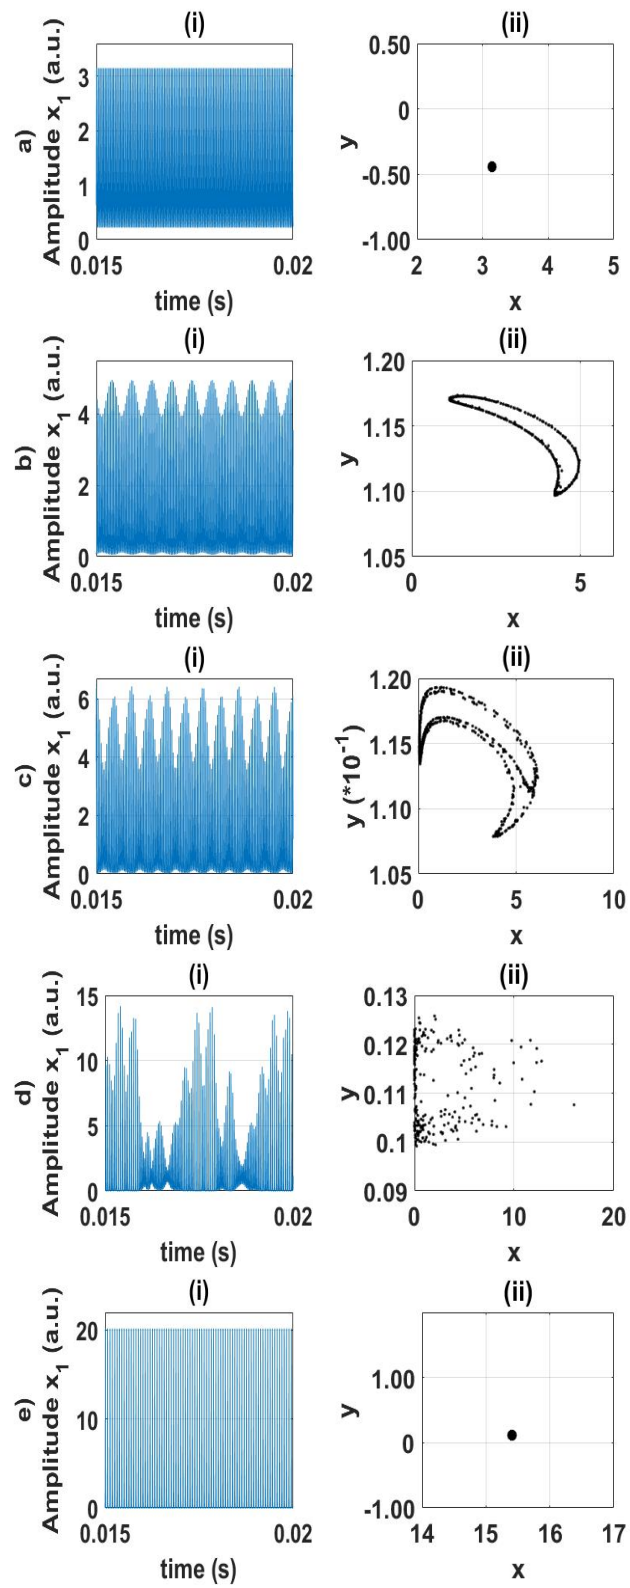 (i)
(ii)
a)
Amplitude x1 (a.u.)
3
2
1
0
0.015
0.02
time (s)
y
0.50
0
-0.50
-1.00
2
3
4
5
x
(i)
(ii)
b)
Amplitude x1 (a.u.)
4
2
0
0.015
0.02
time (s)
y
1.20
1.15
1.10
1.05
0
5
x
(i)
(ii)
c)
Amplitude x1 (a.u.)
6
4
2
0
0.015
0.02
time (s)
y (*10-1)
1.20
1.15
1.10
1.05
0
5
10
x
(i)
(ii)
d)
Amplitude x1 (a.u.)
15
10
5
0
0.015
0.02
time (s)
y
0.13
0.12
0.11
0.1
0.09
0
10
20
x
(i)
(ii)
e)
Amplitude x1 (a.u.)
20
10
0
0.015
0.02
time (s)
y
1.00
0
-1.00
14
15
16
17
x